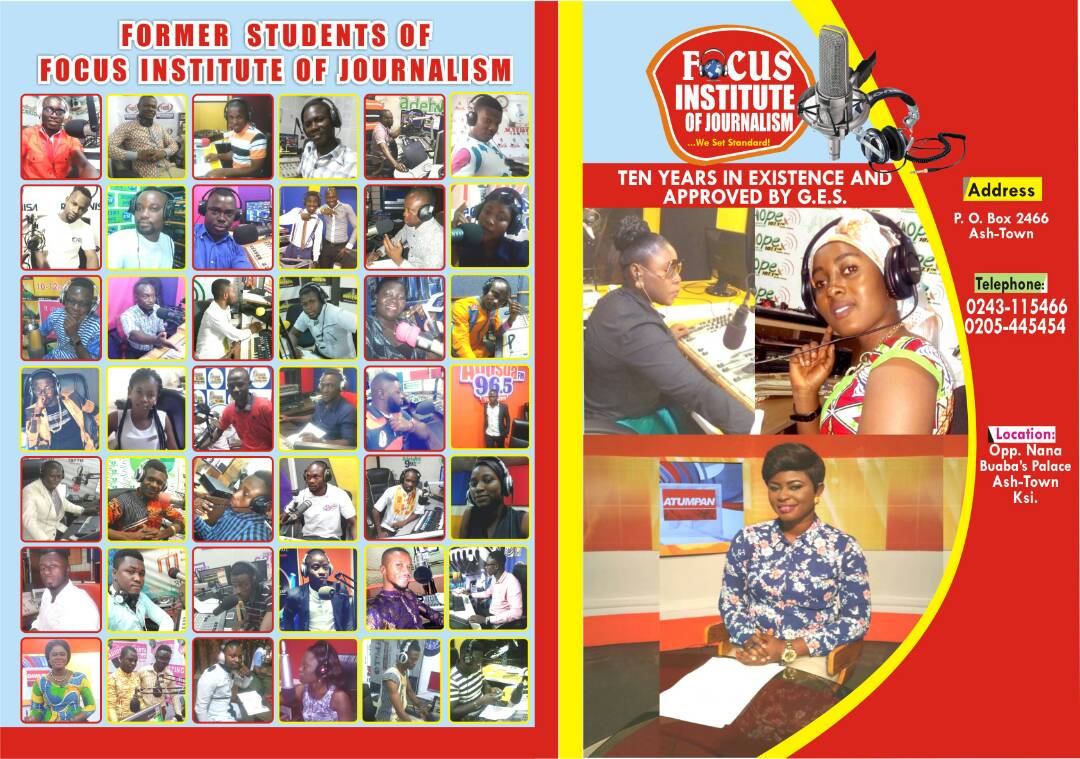 FORMER STUDENTS OF
FOCUS INSTITUTE OF JOURNALISM
96.5
FOCUS
INSTITUTE
OF JOURNALISM
...We Set Standard!
TEN YEARS IN EXISTENCE AND
APPROVED BY G.E.S.
Address
P. O. Box 2466
Ash-Town
Telephone:
0243-115466
0205-445454
Location:
Opp. Nana
Buaba's Palace
Ash-Town
Ksi.
ATUMPAN